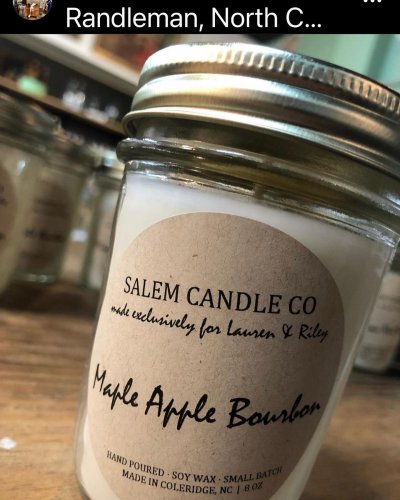 Randleman, North C...
SALEM CANDLE CO
made exclusively for Lauren & Riley
Maple Apple Bourbon
HAND POURED · SOY WAX · SMALL BATCH
MADE IN COLERIDGE, NC | 8 OZ